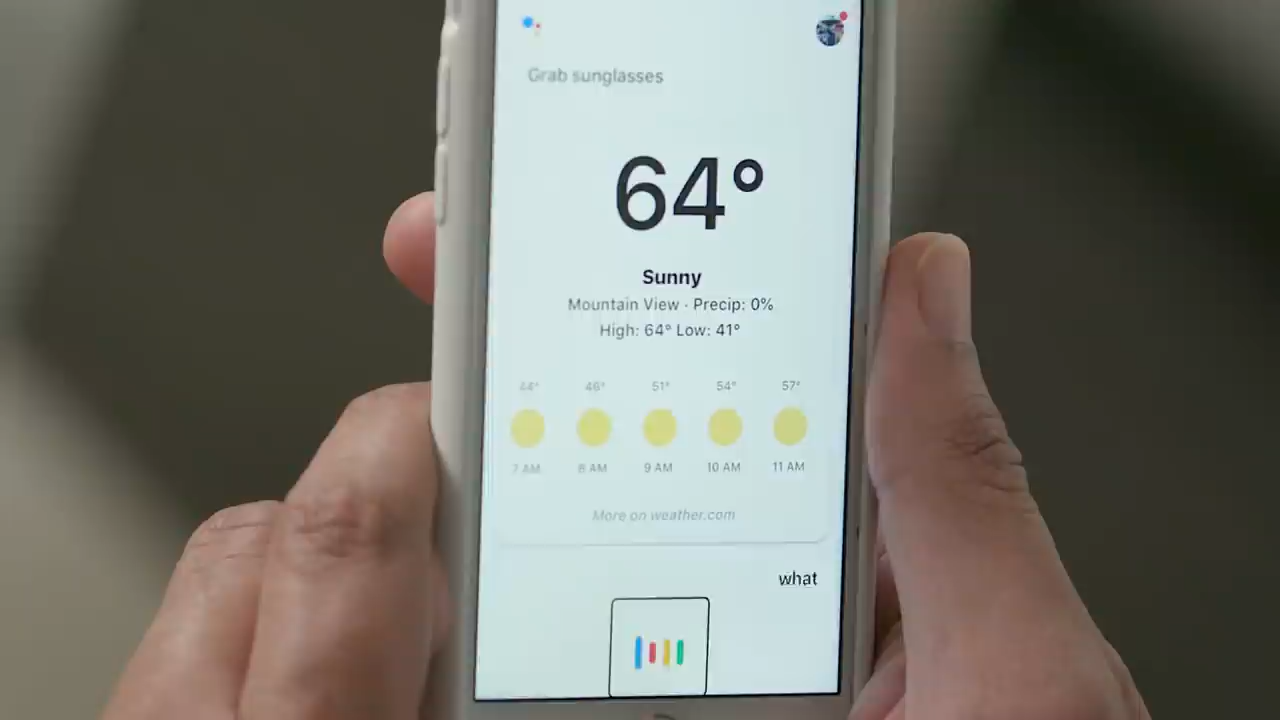 Grab sunglasses
64°
Sunny
Mountain View · Precip: 0%
High: 64° Low: 41°
44° 46° 51° 54° 57°
7 AM 8 AM 9 AM 10 AM 11 AM
More on weather.com
what